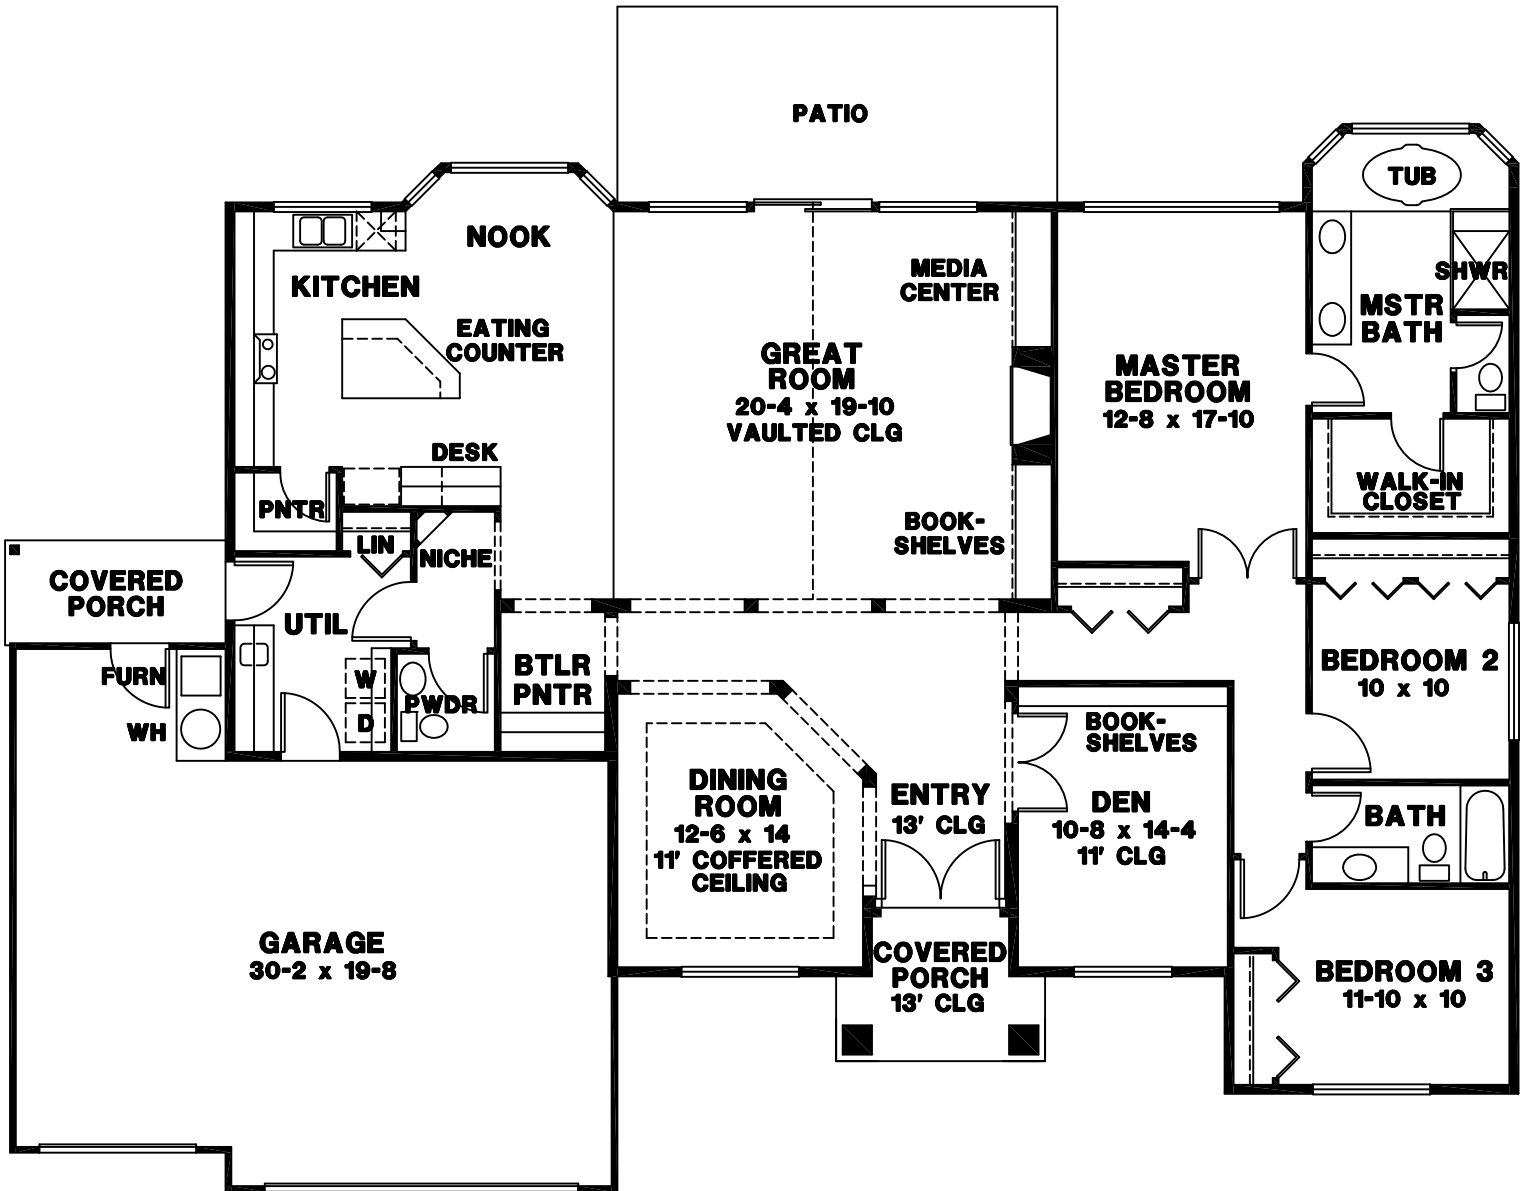 PATIO
TUB
NOOK
KITCHEN
EATING
COUNTER
DESK
PNTR
LIN
NICHE
MEDIA
CENTER
GREAT
ROOM
20-4 x 19-10
VAULTED CLG
BOOK-
SHELVES
MASTER
BEDROOM
12-8 x 17-10
SHWR
MSTR
BATH
WALK-IN
CLOSET
COVERED
PORCH
UTIL
FURN
WH
W
D
PWDR
BTLR
PNTR
BEDROOM 2
10 x 10
BOOK-
SHELVES
DINING
ROOM
12-6 x 14
11' COFFERED
CEILING
ENTRY
13' CLG
DEN
10-8 x 14-4
11' CLG
BATH
GARAGE
30-2 x 19-8
COVERED
PORCH
13' CLG
BEDROOM 3
11-10 x 10